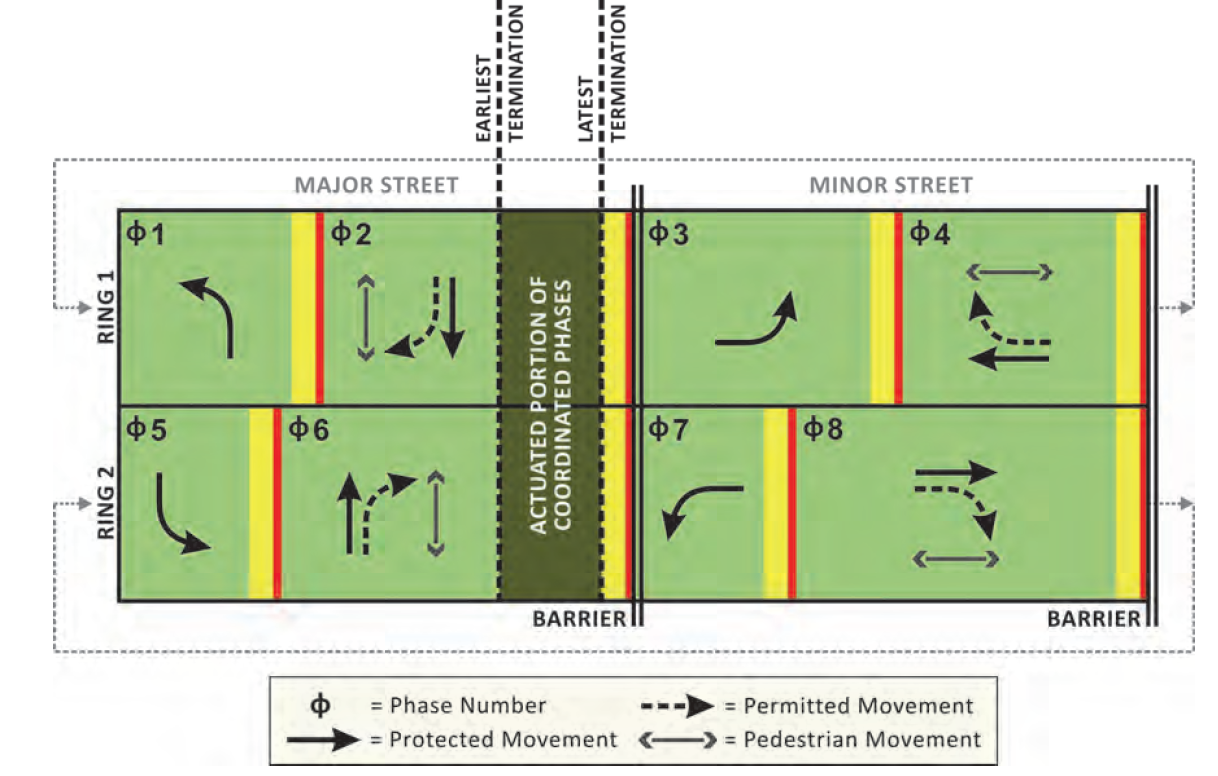 EARLIEST
TERMINATION
LATEST
TERMINATION
MAJOR STREET
MINOR STREET
RING 1
ϕ1
ϕ2
ϕ3
ϕ4
ACTUATED PORTION OF
COORDINATED PHASES
RING 2
ϕ5
ϕ6
ϕ7
ϕ8
BARRIER
BARRIER
ϕ = Phase Number
= Permitted Movement
= Protected Movement
= Pedestrian Movement